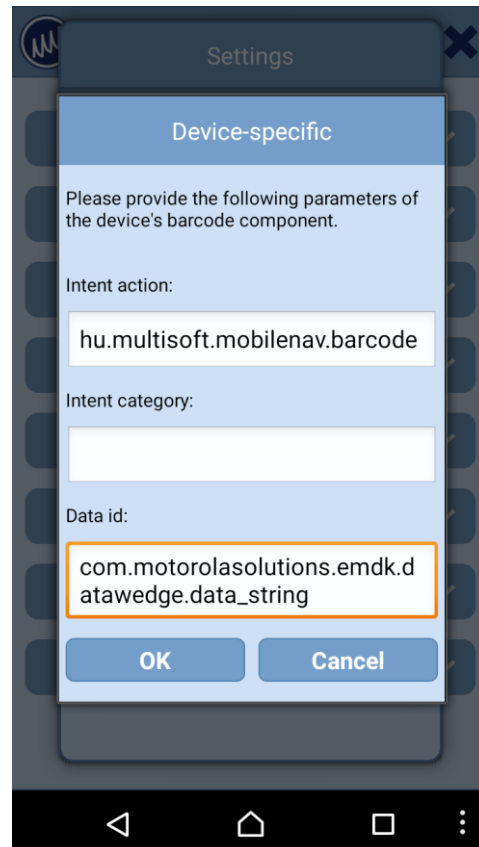 Settings
Device-specific
Please provide the following parameters of
the device's barcode component.
Intent action:
hu.multisoft.mobilenav.barcode
Intent category:
Data id:
com.motorolasolutions.emdk.d
atawedge.data_string
OK
Cancel